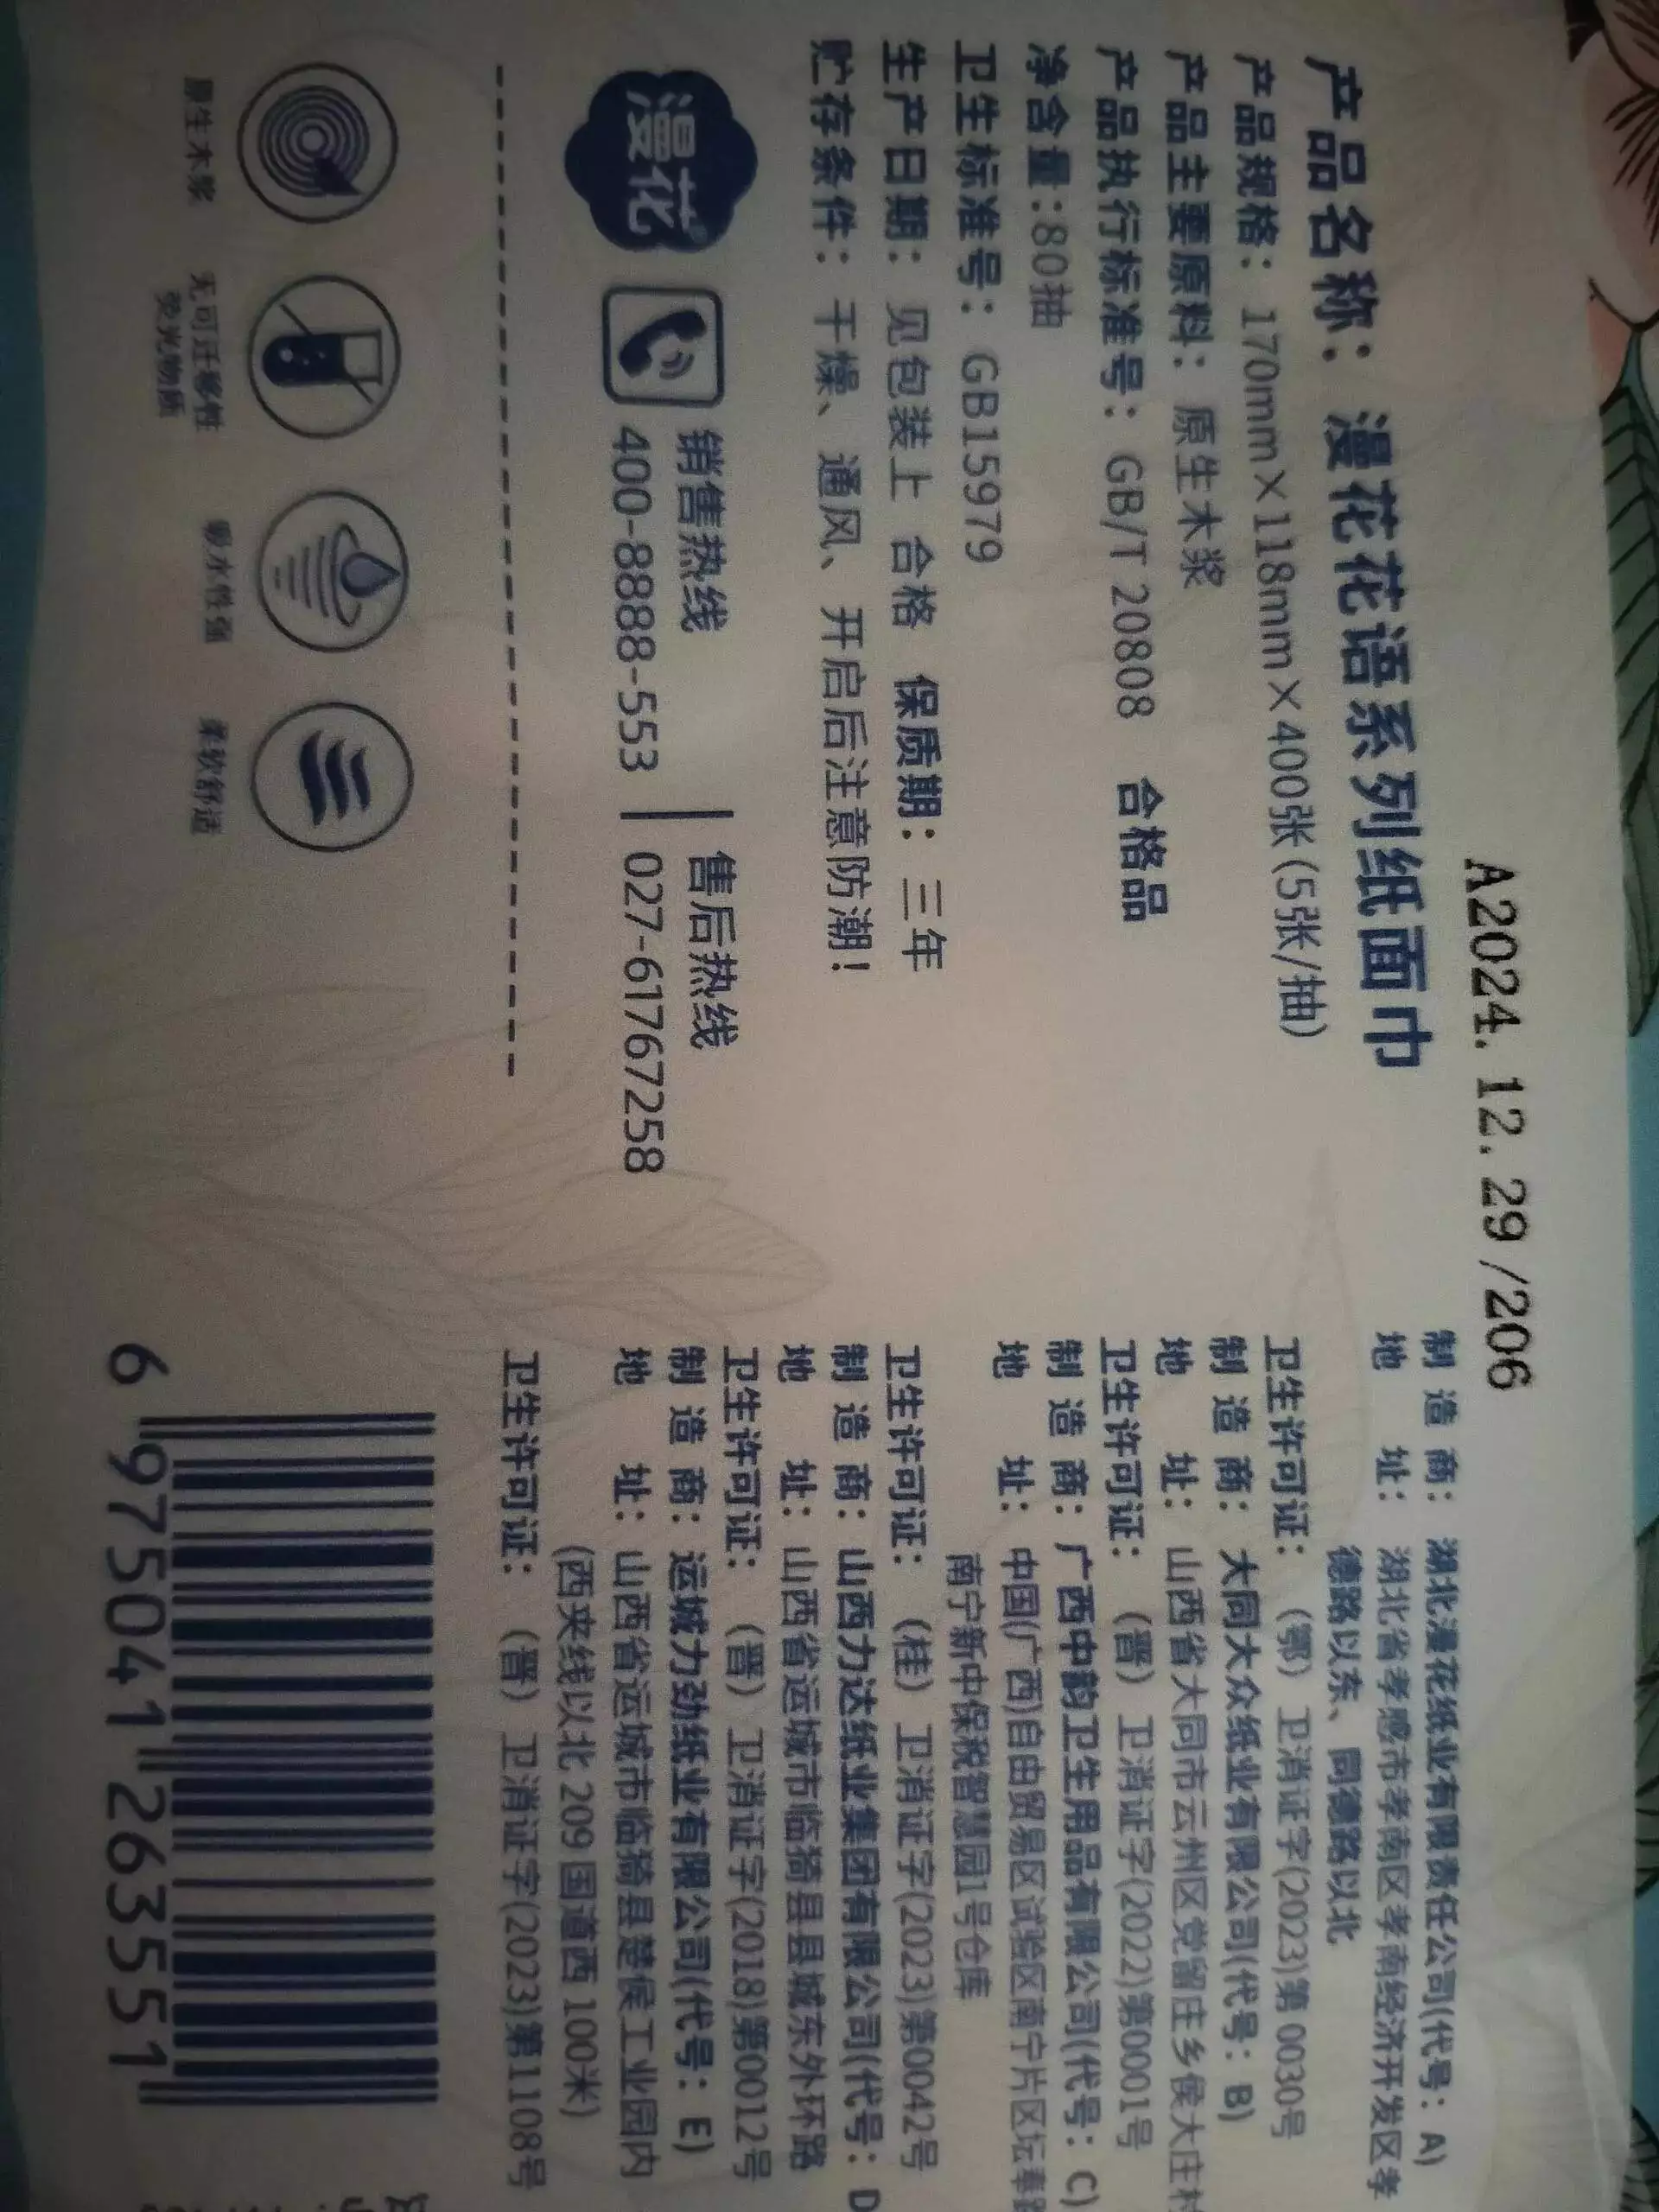 A2024. 12. 29 /206
产品名称：漫花花语系列纸面巾
产品规格：170mm×118mm×400张(5张/抽)
产品主要原料：原生木浆
产品执行标准号：GB/T 20808 合格品
净含量:80抽
卫生标准号：GB15979
生产日期：见包装上 合格 保质期：三年
贮存条件：干燥、通风、开启后注意防潮!
漫花
销售热线
400-8888-553
售后热线
027-61767258
原生木浆
无可迁移性
荧光物质
吸水性强
柔软舒适
制造商：湖北漫花纸业有限责任公司(代号：A)
地址：湖北省孝感市孝南区孝南经济开发区孝
德路以东、同德路以北
卫生许可证：（鄂）卫消证字(2023)第 0030号
制造商：大同大众纸业有限公司(代号：B)
地址：山西省大同市云州区党留庄乡侯大庄村
卫生许可证：（晋）卫消证字(2022)第0001号
制造商：广西中韵卫生用品有限公司(代号：C)
地址：中国(广西)自由贸易区试验区南宁片区坛
南宁新中保税智慧园1号仓库
卫生许可证：（桂）卫消证字(2023)第0042号
制造商：山西力达纸业集团有限公司(代号：D
地址：山西省运城市临猗县县城东外环路
卫生许可证：（晋）卫消证字(2018)第0012号
制造商：运城力劲纸业有限公司(代号：E)
地址：山西省运城市临猗县楚侯工业园内
(西夹线以北 209 国道西 100米)
卫生许可证：（晋）卫消证字(2023)第1108号
6 975041 263551